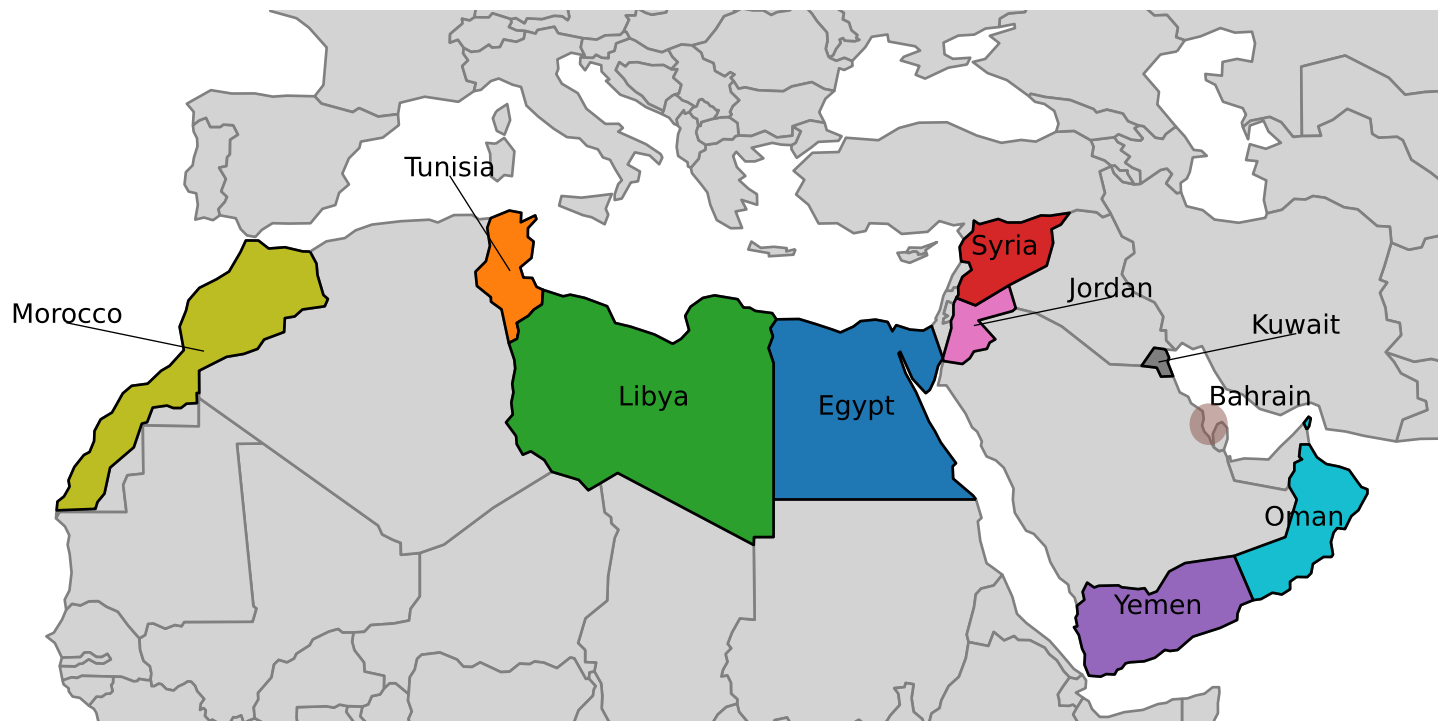 Tunisia
Syria
Jordan
Morocco
Kuwait
Libya
Bahrain
Egypt
Oman
Yemen